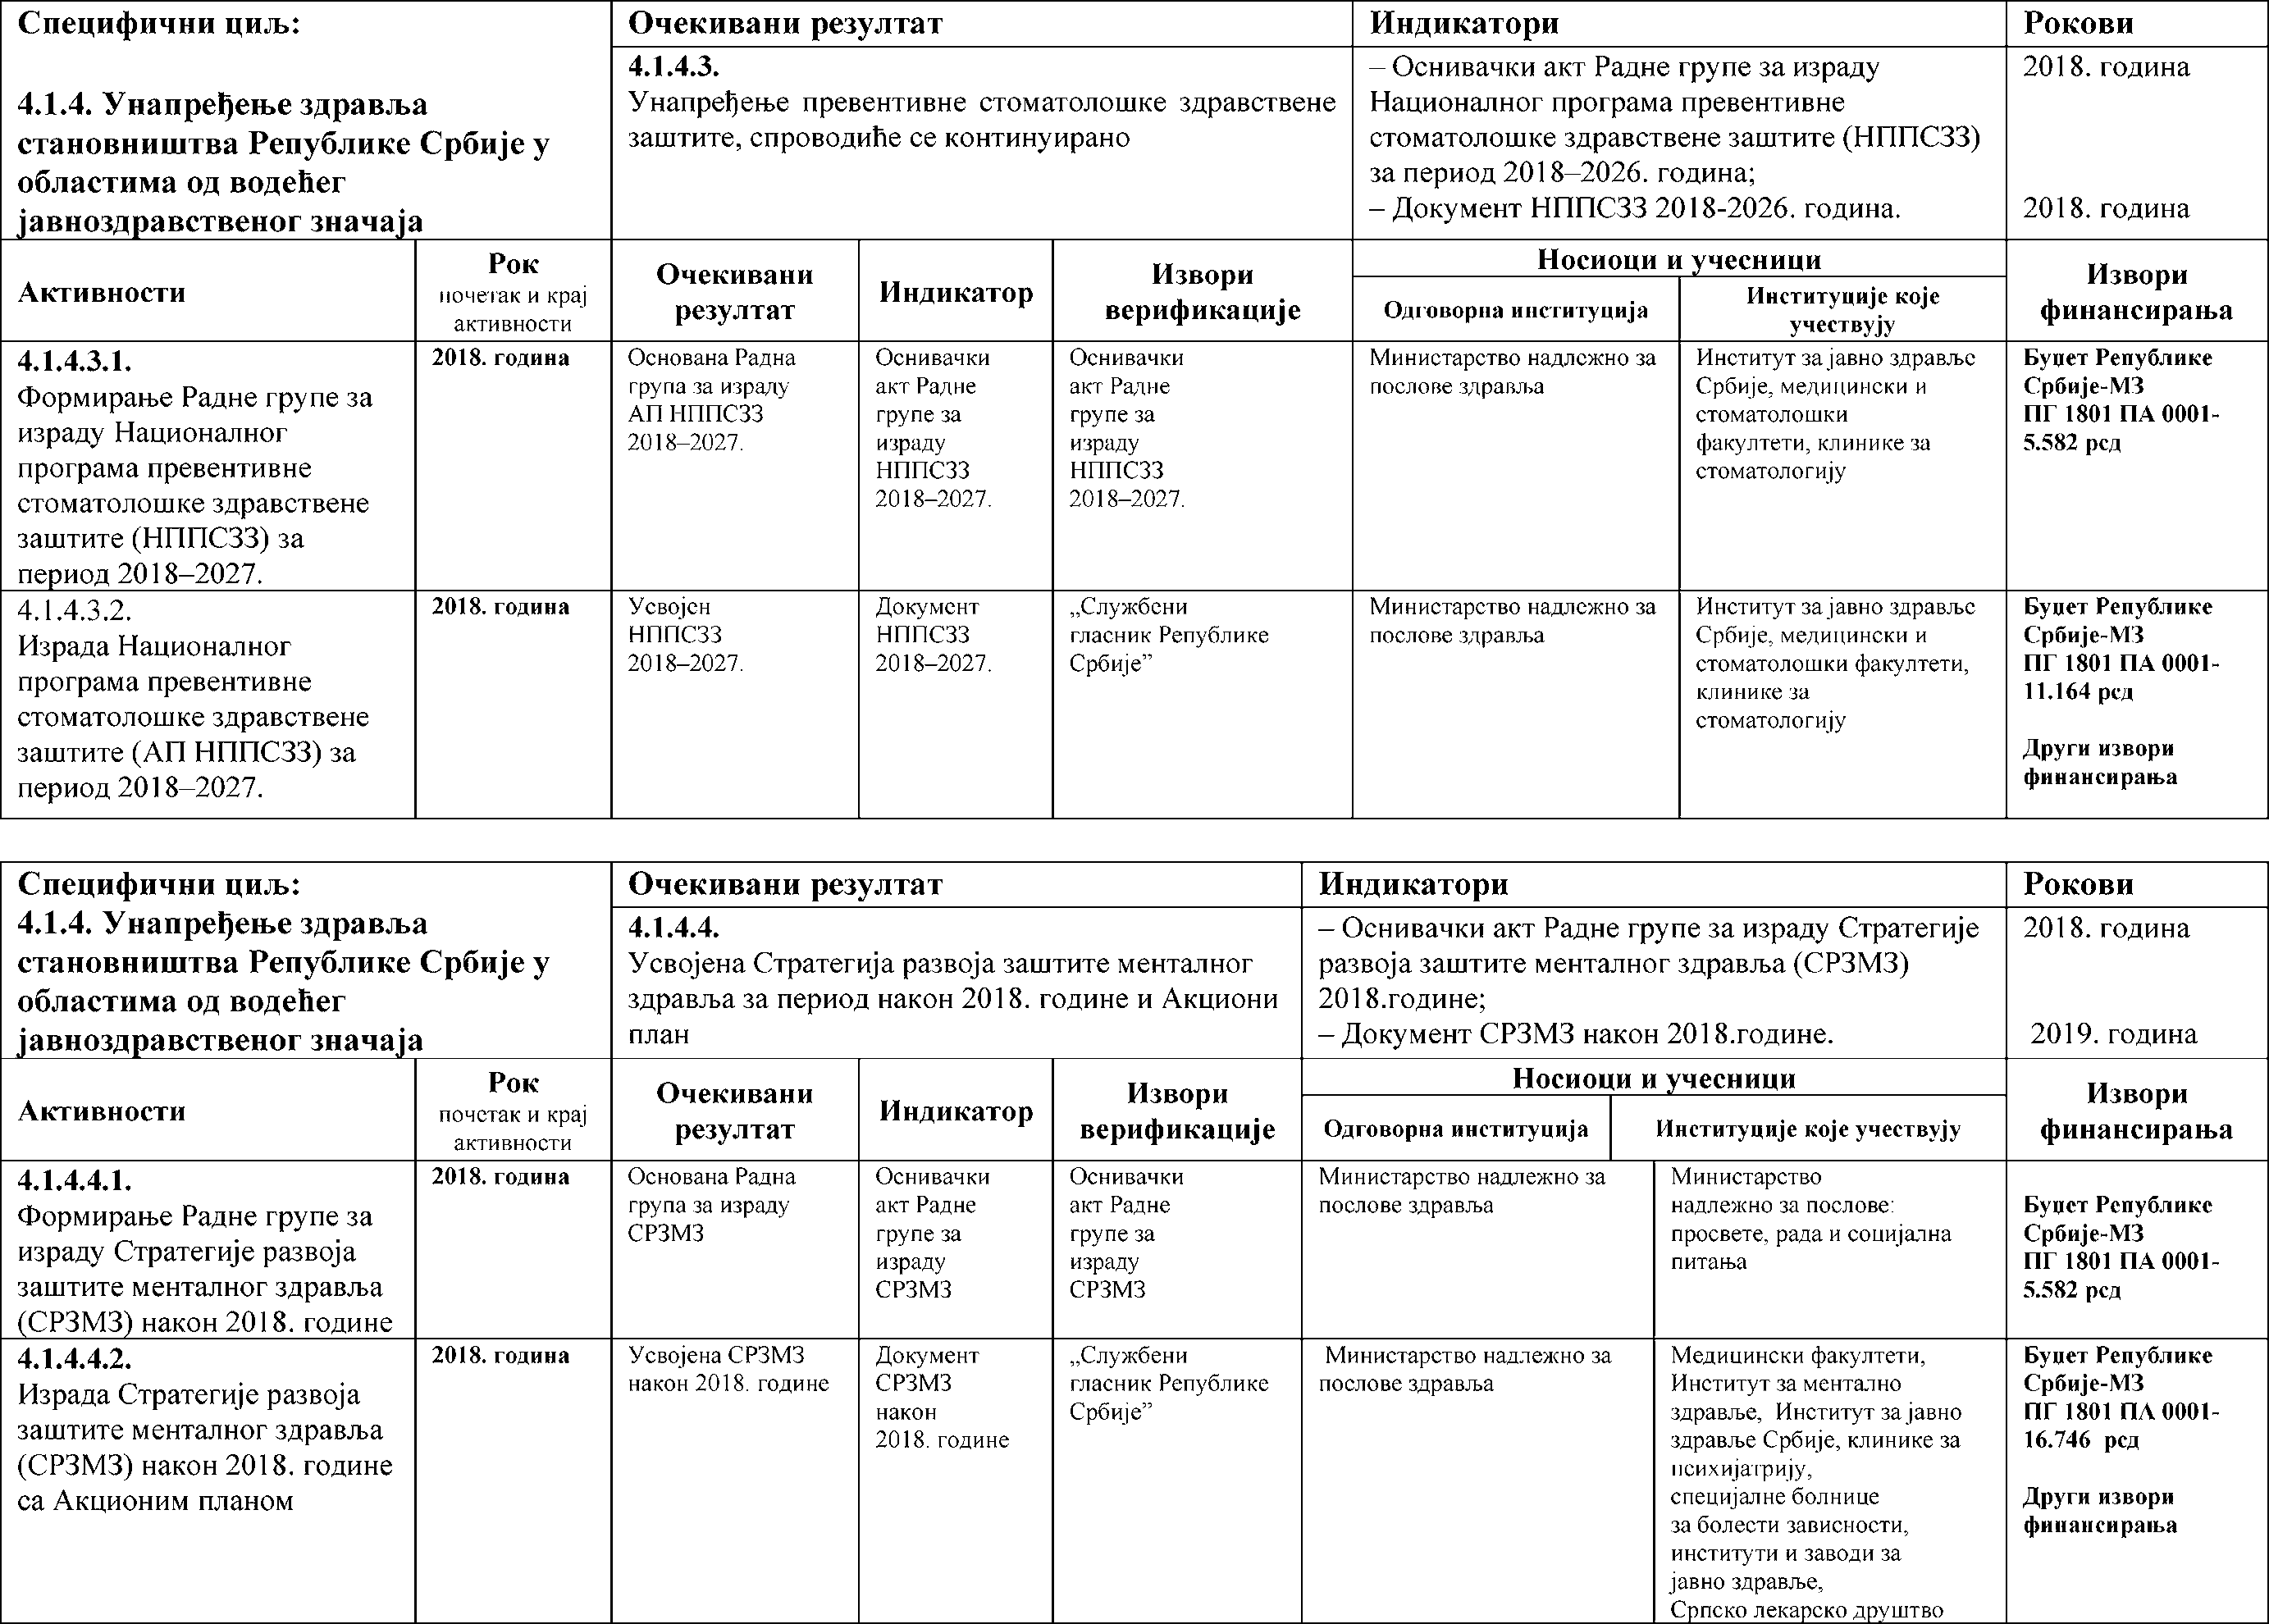 Специфични циљ:
4.1.4. Унапређење здравља
становништва Републике Србије у
областима од водећег
јавноздравственог значаја
Очекивани резултат
4.1.4.3.
Унапређење превентивне стоматолошке здравствене
заштите, спроводиће се континуирано
Индикатори
– Оснивачки акт Радне групе за израду
Националног програма превентивне
стоматолошке здравствене заштите (НППСЗЗ)
за период 2018–2026. година;
– Документ НППСЗЗ 2018-2026. година.
Рокови
2018. година
2018. година
Активности
Рок
почетак и крај
активности
Очекивани
резултат
Индикатор
Извори
верификације
Носиоци и учесници
Одговорна институција
Институције које
учествују
Извори
финансирања
4.1.4.3.1.
Формирање Радне групе за
израду Националног
програма превентивне
стоматолошке здравствене
заштите (НППСЗЗ) за
период 2018–2027.
2018. година
Основана Радна
група за израду
АП НППСЗЗ
2018–2027.
Оснивачки
акт Радне
групе за
израду
НППСЗЗ
2018–2027.
Оснивачки
акт Радне
групе за
израду
НППСЗЗ
2018–2027.
Министарство надлежно за
послове здравља
Институт за јавно здравље
Србије, медицински и
стоматолошки
факултети, клинике за
стоматологију
Буџет Републике
Србије-МЗ
ПГ 1801 ПА 0001-
5.582 рсд
4.1.4.3.2.
Израда Националног
програма превентивне
стоматолошке здравствене
заштите (АП НППСЗЗ) за
период 2018–2027.
2018. година
Усвојен
НППСЗЗ
2018–2027.
Документ
НППСЗЗ
2018–2027.
„Службени
гласник Републике
Србије”
Министарство надлежно за
послове здравља
Институт за јавно здравље
Србије, медицински и
стоматолошки факултети,
клинике за
стоматологију
Буџет Републике
Србије-МЗ
ПГ 1801 ПА 0001-
11.164 рсд
Други извори
финансирања
Специфични циљ:
4.1.4. Унапређење здравља
становништва Републике Србије у
областима од водећег
јавноздравственог значаја
Очекивани резултат
4.1.4.4.
Усвојена Стратегија развоја заштите менталног
здравља за период након 2018. године и Акциони
план
Индикатори
– Оснивачки акт Радне групе за израду Стратегије
развоја заштите менталног здравља (СРЗМЗ)
2018.године;
– Документ СРЗМЗ након 2018.године.
Рокови
2018. година
2019. година
Активности
Рок
почетак и крај
активности
Очекивани
резултат
Индикатор
Извори
верификације
Носиоци и учесници
Одговорна институција
Институције које учествују
Извори
финансирања
4.1.4.4.1.
Формирање Радне групе за
израду Стратегије развоја
заштите менталног здравља
(СРЗМЗ) након 2018. године
2018. година
Основана Радна
група за израду
СРЗМЗ
Оснивачки
акт Радне
групе за
израду
СРЗМЗ
Оснивачки
акт Радне
групе за
израду
СРЗМЗ
Министарство надлежно за
послове здравља
Министарство
надлежно за послове:
просвете, рада и социјална
питања
Буџет Републике
Србије-МЗ
ПГ 1801 ПА 0001-
5.582 рсд
4.1.4.4.2.
Израда Стратегије развоја
заштите менталног здравља
(СРЗМЗ) након 2018. године
са Акционим планом
2018. година
Усвојена СРЗМЗ
након 2018. године
Документ
СРЗМЗ
након
2018. године
„Службени
гласник Републике
Србије”
Министарство надлежно за
послове здравља
Медицински факултети,
Институт за ментално
здравље, Институт за јавно
здравље Србије, клинике за
психијатрију,
специјалне болнице
за болести зависности,
институти и заводи за
јавно здравље,
Српско лекарско друштво
Буџет Републике
Србије-МЗ
ПГ 1801 ПА 0001-
16.746 рсд
Други извори
финансирања